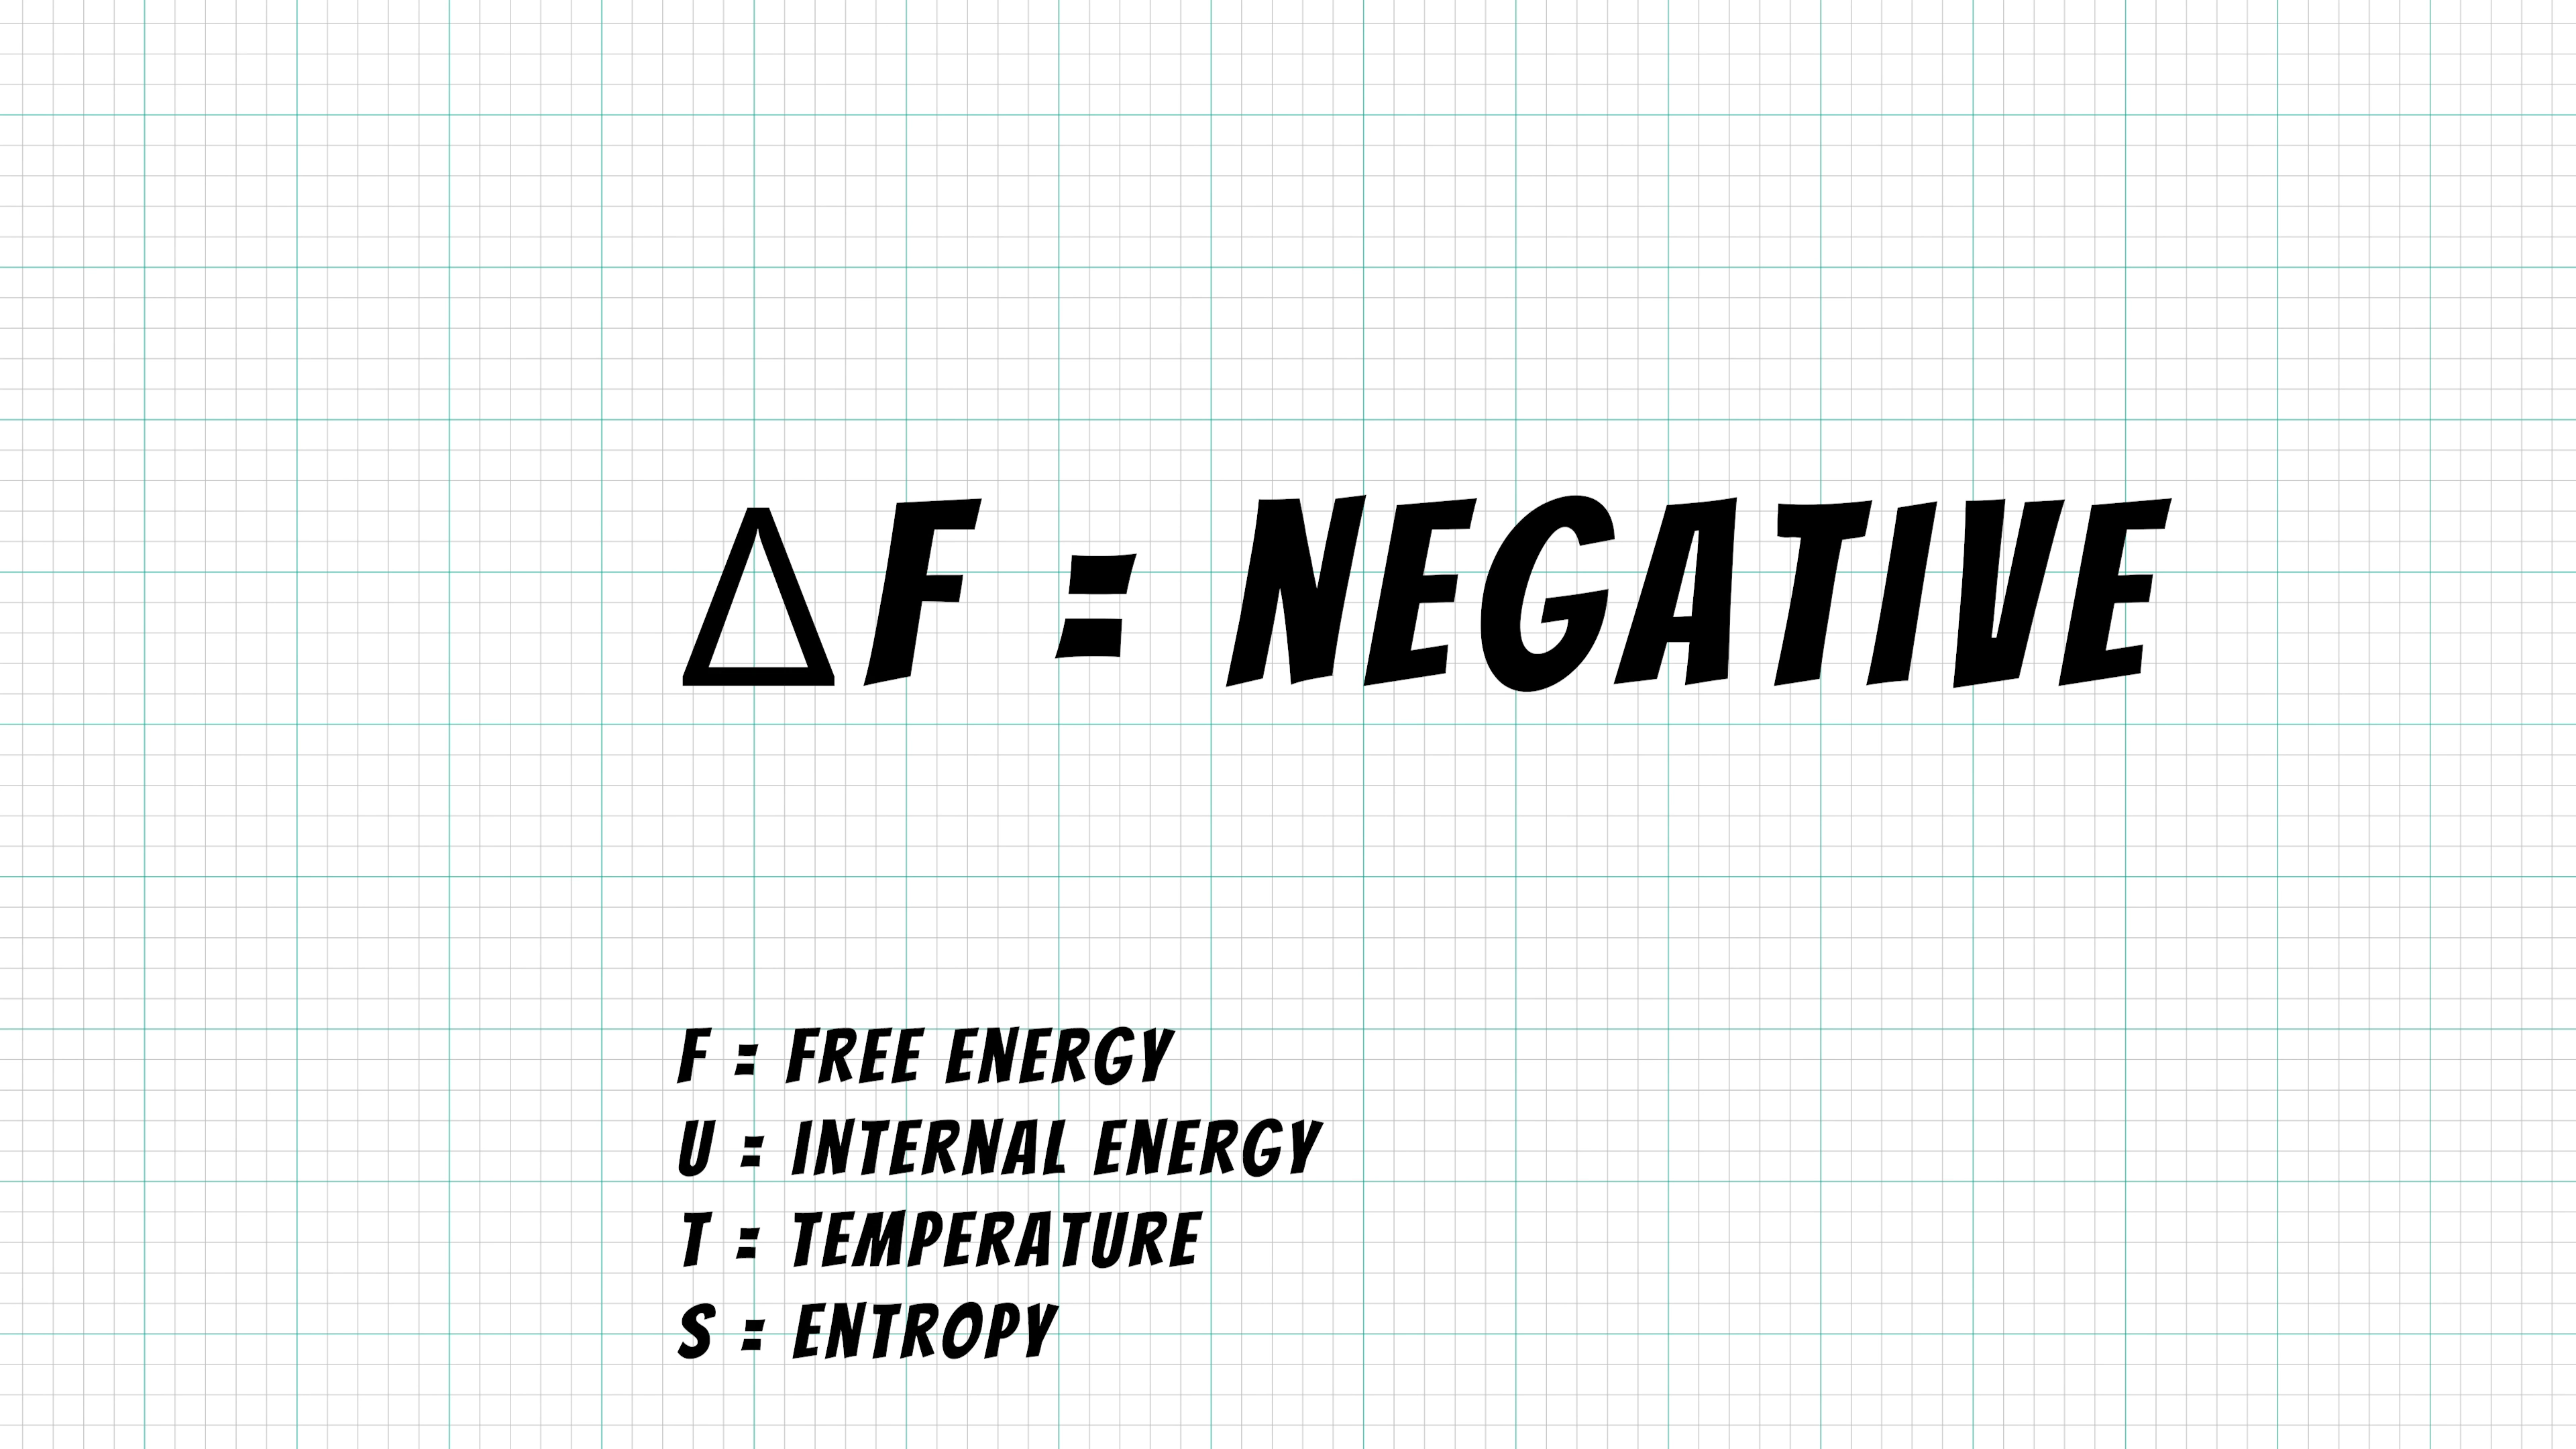 ΔF = NEGATIVE
F = FREE ENERGY
U = INTERNAL ENERGY
T = TEMPERATURE
S = ENTROPY